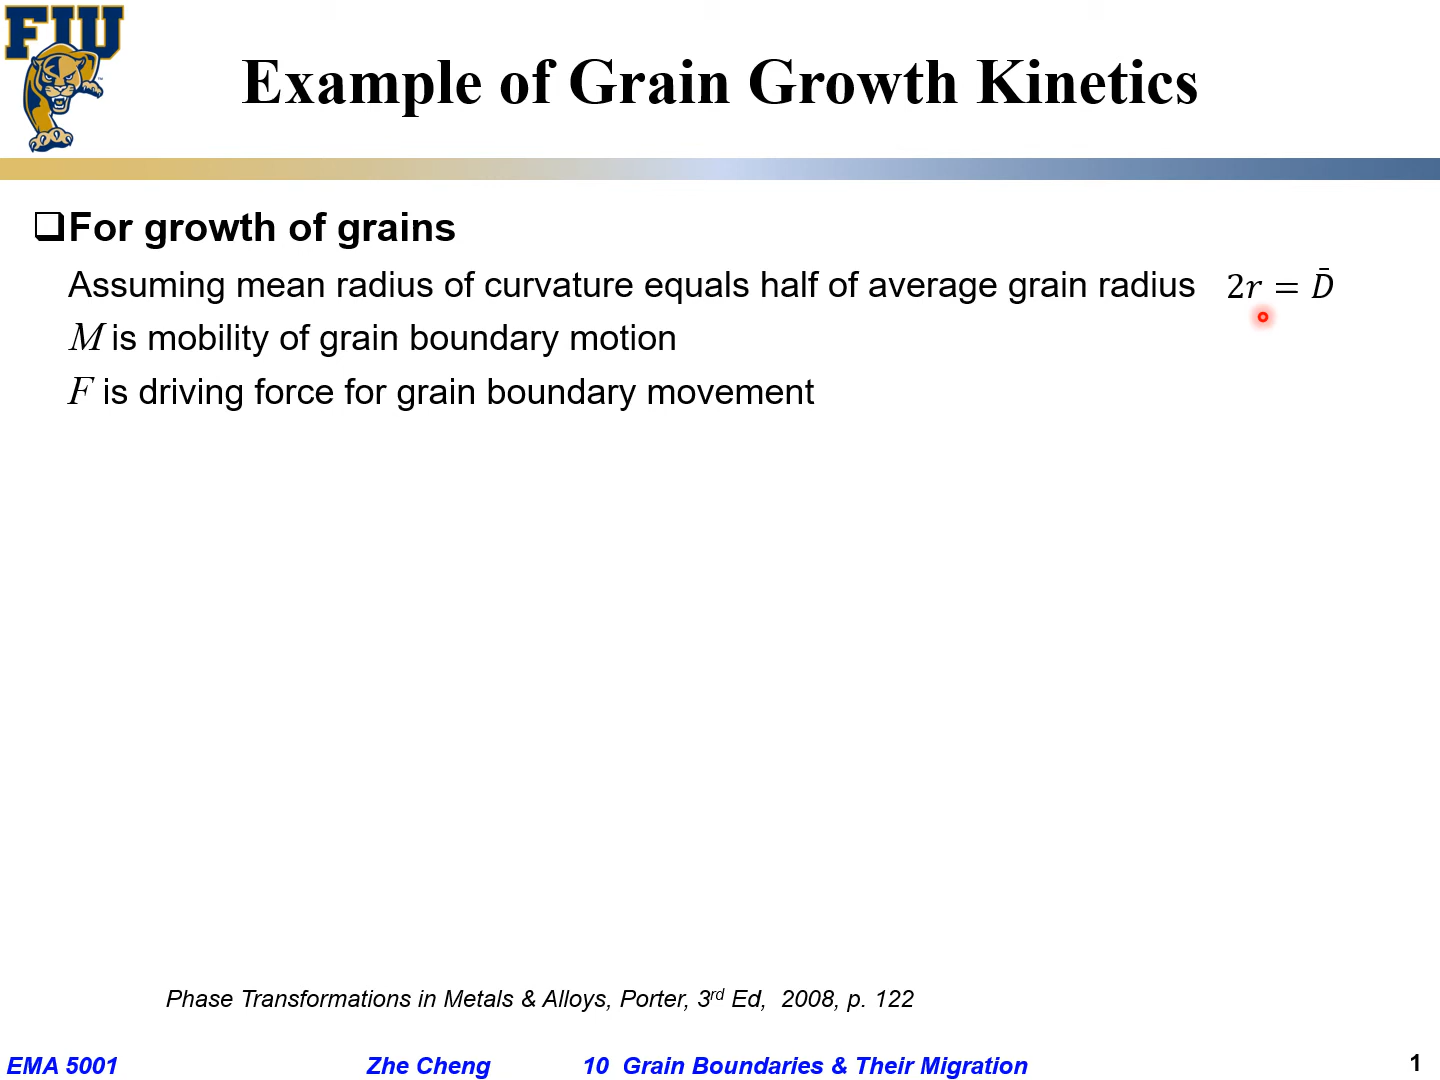 FIU
Example of Grain Growth Kinetics
❑For growth of grains
Assuming mean radius of curvature equals half of average grain radius 2r = D̄
M is mobility of grain boundary motion
F is driving force for grain boundary movement
Phase Transformations in Metals & Alloys, Porter, 3rd Ed, 2008, p. 122
EMA 5001 Zhe Cheng 10 Grain Boundaries & Their Migration 1